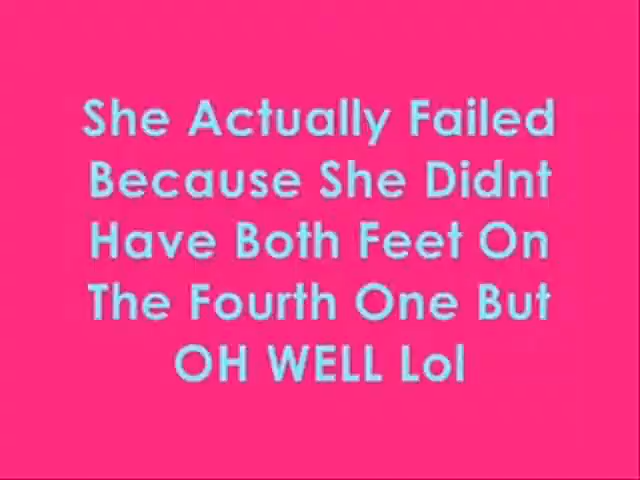 She Actually Failed
Because She Didnt
Have Both Feet On
The Fourth One But
OH WELL Lol